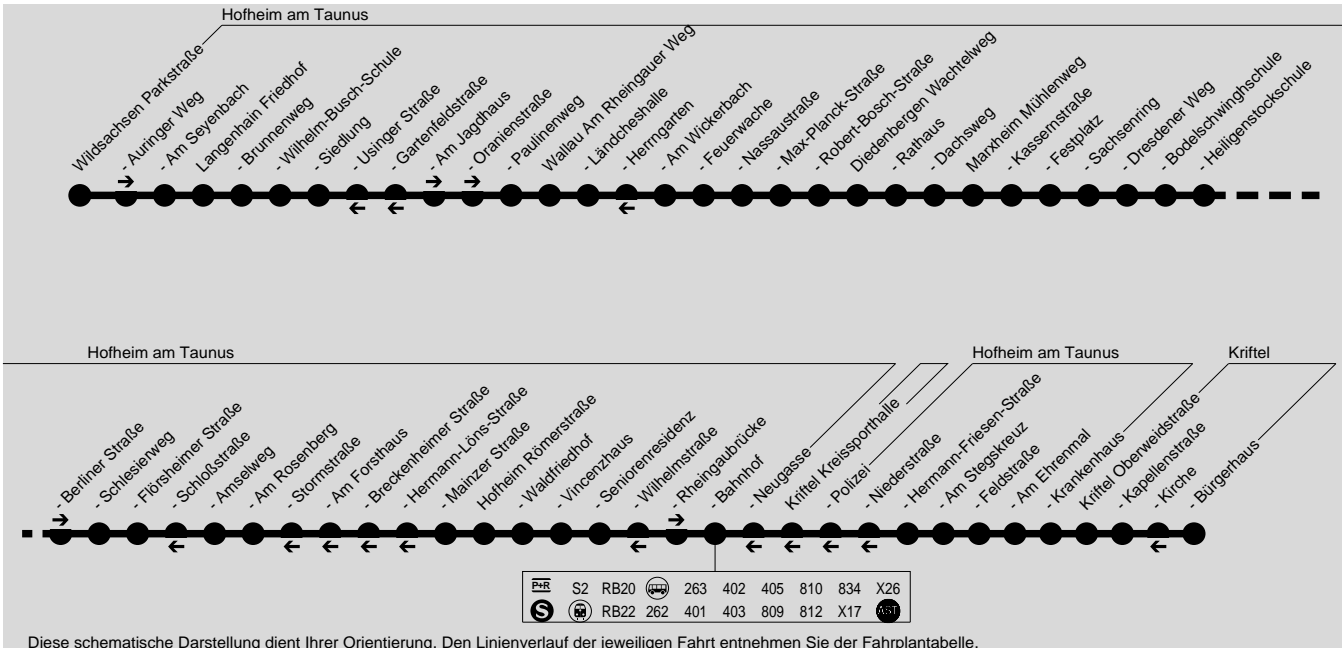 Hofheim am Taunus
Wildsachsen Parkstraße
- Auringer Weg
- Am Seyenbach
Langenhain Friedhof
- Brunnenweg
- Wilhelm-Busch-Schule
- Siedlung
- Usinger Straße
- Gartenfeldstraße
- Am Jagdhaus
- Oranienstraße
- Paulinenweg
Wallau Am Rheingauer Weg
- Ländcheshalle
- Herrngarten
- Am Wickerbach
- Feuerwache
- Nassaustraße
- Max-Planck-Straße
- Robert-Bosch-Straße
Diedenbergen Wachtelweg
- Rathaus
- Dachsweg
Marxheim Mühlenweg
- Kassernstraße
- Festplatz
- Sachsenring
- Dresdener Weg
- Bodelschwinghschule
- Heiligenstockschule
Hofheim am Taunus
Hofheim am Taunus
Kriftel
- Berliner Straße
- Schlesierweg
- Flörsheimer Straße
- Schloßstraße
- Amselweg
- Am Rosenberg
- Stormstraße
- Am Forsthaus
- Breckenheimer Straße
- Hermann-Löns-Straße
- Mainzer Straße
Hofheim Römerstraße
- Waldfriedhof
- Vincenzhaus
- Seniorenresidenz
- Wilhelmstraße
- Rheingaubrücke
- Bahnhof
- Neugasse
Kriftel Kreissporthalle
- Polizei
- Niederstraße
- Hermann-Friesen-Straße
- Am Stegskreuz
- Feldstraße
- Am Ehrenmal
- Krankenhaus
Kriftel Oberweidstraße
- Kapellenstraße
- Kirche
- Bürgerhaus
P+R S2 RB20 263 402 405 810 834 X26
S RB22 262 401 403 809 812 X17 AST
Diese schematische Darstellung dient Ihrer Orientierung. Den Linienverlauf der jeweiligen Fahrt entnehmen Sie der Fahrplantabelle.